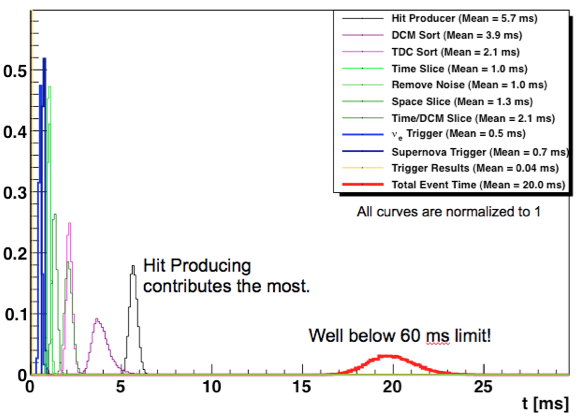 Hit Producer (Mean = 5.7 ms)
DCM Sort (Mean = 3.9 ms)
TDC Sort (Mean = 2.1 ms)
Time Slice (Mean = 1.0 ms)
Remove Noise (Mean = 1.0 ms)
Space Slice (Mean = 1.3 ms)
Time/DCM Slice (Mean = 2.1 ms)
νe Trigger (Mean = 0.5 ms)
Supernova Trigger (Mean = 0.7 ms)
Trigger Results (Mean = 0.04 ms)
Total Event Time (Mean = 20.0 ms)
All curves are normalized to 1
Hit Producing
contributes the most.
Well below 60 ms limit!
0.5
0.4
0.3
0.2
0.1
0
0 5 10 15 20 25
t [ms]